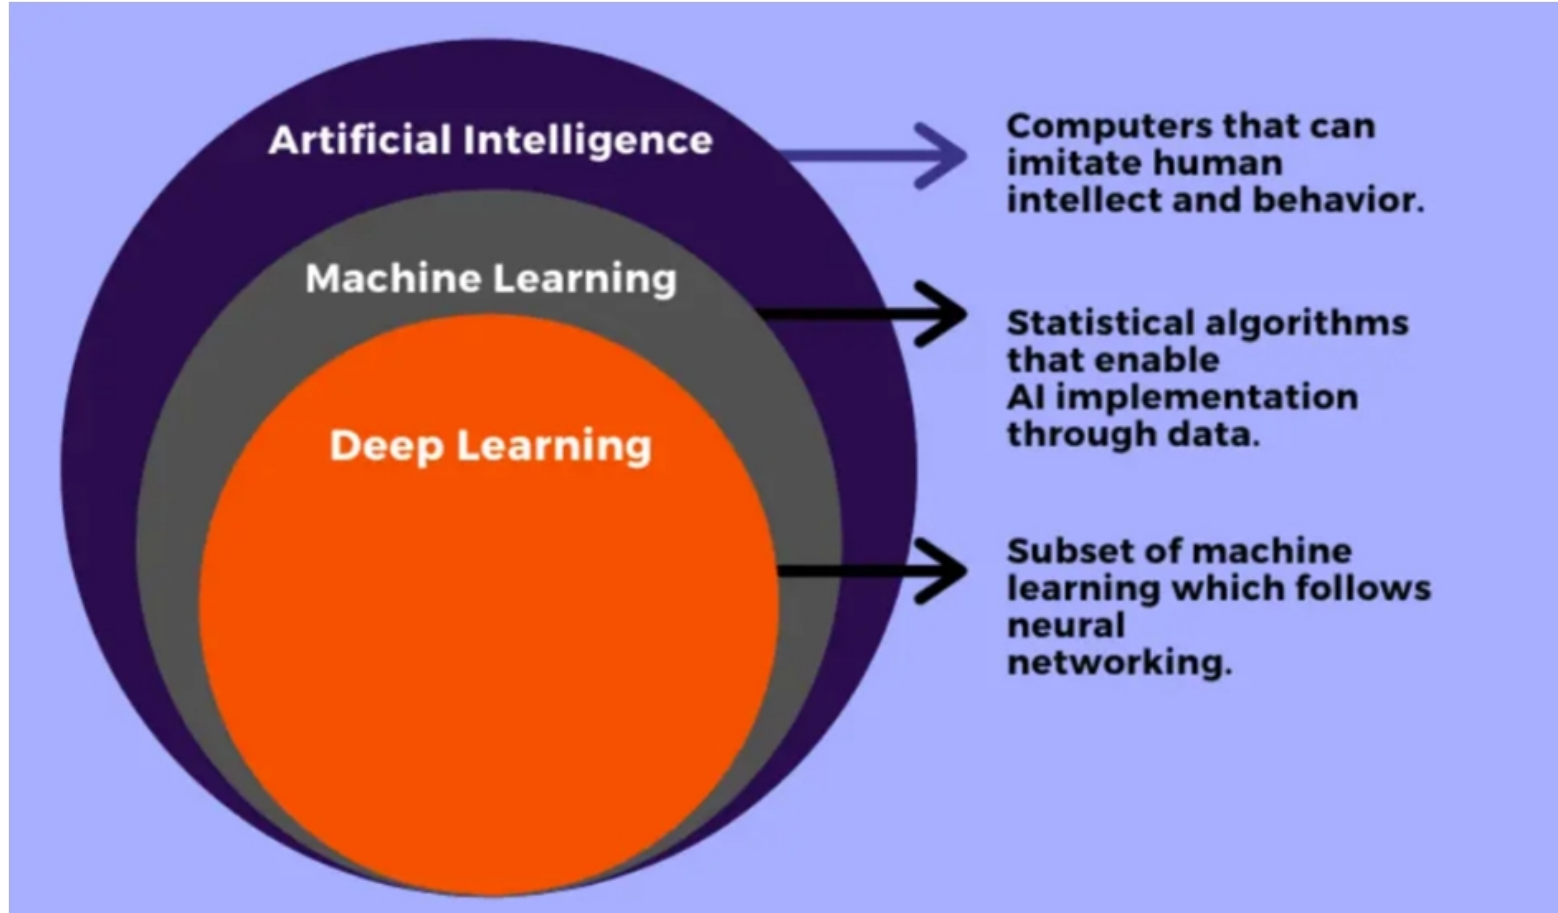 Artificial Intelligence
Computers that can
imitate human
intellect and behavior.
Machine Learning
Statistical algorithms
that enable
AI implementation
through data.
Deep Learning
Subset of machine
learning which follows
neural
networking.